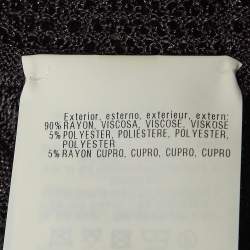 Exterior, esterno, exterieur, extern:
90% RAYON, VISCOSA, VISCOSE, VISKOSE
5% POLYESTER, POLIESTERE, POLYESTER,
POLYESTER
5% RAYON CUPRO, CUPRO, CUPRO, CUPRO